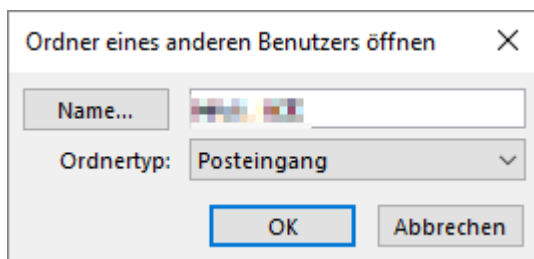 Ordner eines anderen Benutzers öffnen
Name...
Ordnertyp: Posteingang
OK Abbrechen